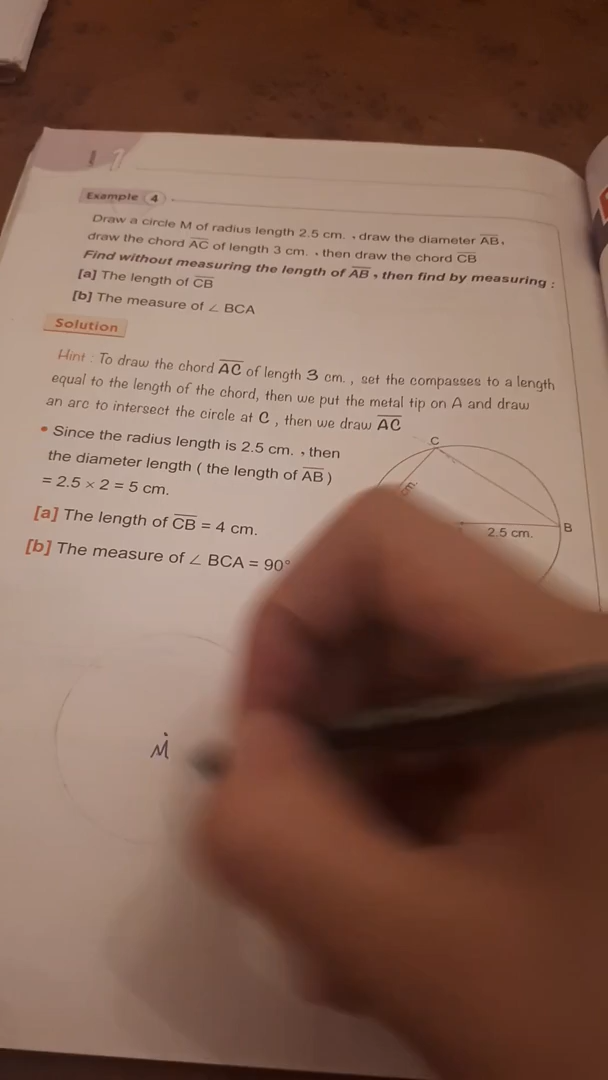 1
Example 4
Draw a circle M of radius length 2.5 cm. , draw the diameter AB,
draw the chord AC of length 3 cm. , then draw the chord CB
Find without measuring the length of AB , then find by measuring :
[a] The length of CB
[b] The measure of ∠ BCA
Solution
Hint : To draw the chord AC of length 3 cm. , set the compasses to a length
equal to the length of the chord, then we put the metal tip on A and draw
an arc to intersect the circle at C , then we draw AC
• Since the radius length is 2.5 cm. , then
the diameter length ( the length of AB )
= 2.5 × 2 = 5 cm.
[a] The length of CB = 4 cm.
[b] The measure of ∠ BCA = 90°
C
cm.
2.5 cm.
B
M